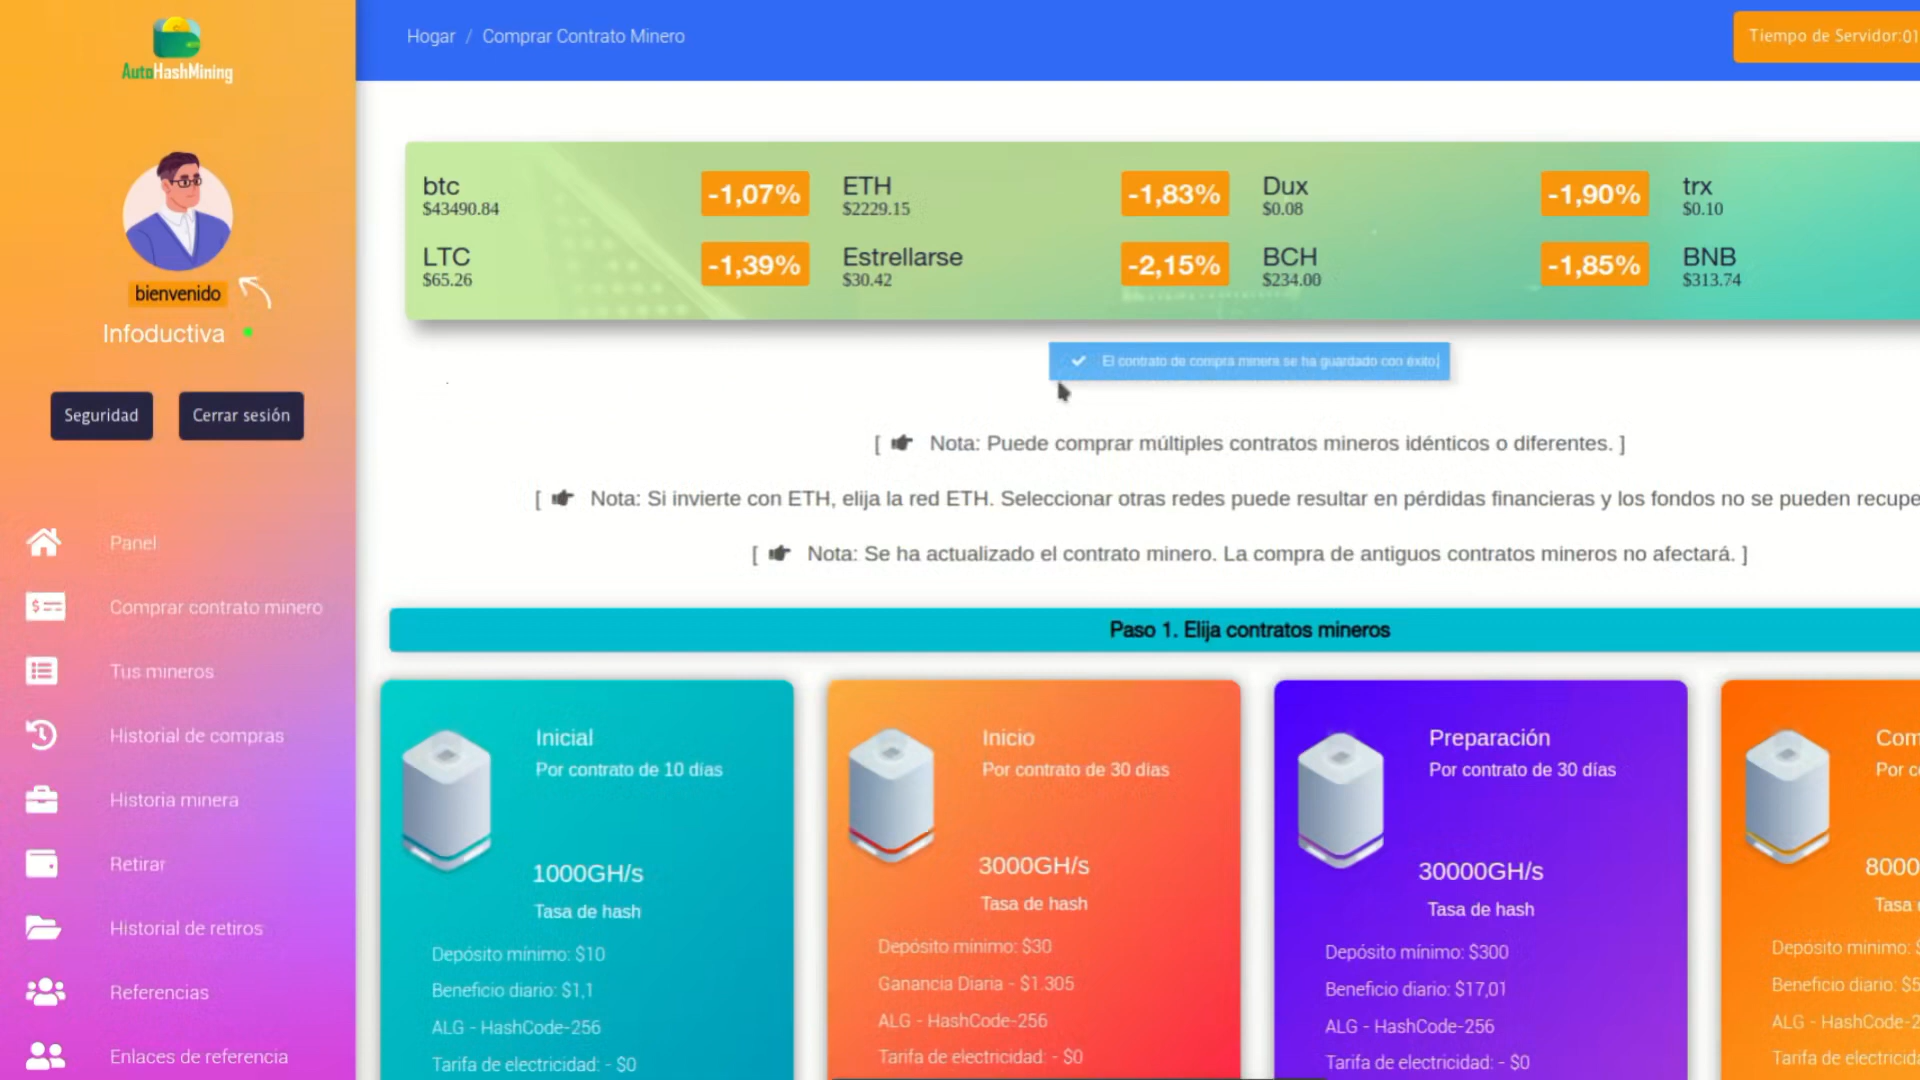 AutoHashMining
bienvenido
Infoductiva
Seguridad
Cerrar sesión
Panel
Comprar contrato minero
Tus mineros
Historial de compras
Historia minera
Retirar
Historial de retiros
Referencias
Enlaces de referencia
Hogar / Comprar Contrato Minero
Tiempo de Servidor:01
btc
$43490.84
-1,07%
ETH
$2229.15
-1,83%
Dux
$0.08
-1,90%
trx
$0.10
LTC
$65.26
-1,39%
Estrellarse
$30.42
-2,15%
BCH
$234.00
-1,85%
BNB
$313.74
El contrato de compra minera se ha guardado con éxito
[ Nota: Puede comprar múltiples contratos mineros idénticos o diferentes. ]
[ Nota: Si invierte con ETH, elija la red ETH. Seleccionar otras redes puede resultar en pérdidas financieras y los fondos no se pueden recupe
[ Nota: Se ha actualizado el contrato minero. La compra de antiguos contratos mineros no afectará. ]
Paso 1. Elija contratos mineros
Inicial
Por contrato de 10 días
1000GH/s
Tasa de hash
Depósito mínimo: $10
Beneficio diario: $1,1
ALG - HashCode-256
Tarifa de electricidad: - $0
Inicio
Por contrato de 30 días
3000GH/s
Tasa de hash
Depósito mínimo: $30
Ganancia Diaria - $1.305
ALG - HashCode-256
Tarifa de electricidad: - $0
Preparación
Por contrato de 30 días
30000GH/s
Tasa de hash
Depósito mínimo: $300
Beneficio diario: $17,01
ALG - HashCode-256
Tarifa de electricidad: - $0
Com
Por c
8000
Tasa
Depósito mínimo: $
Beneficio diario: $5
ALG - HashCode-2
Tarifa de electricida